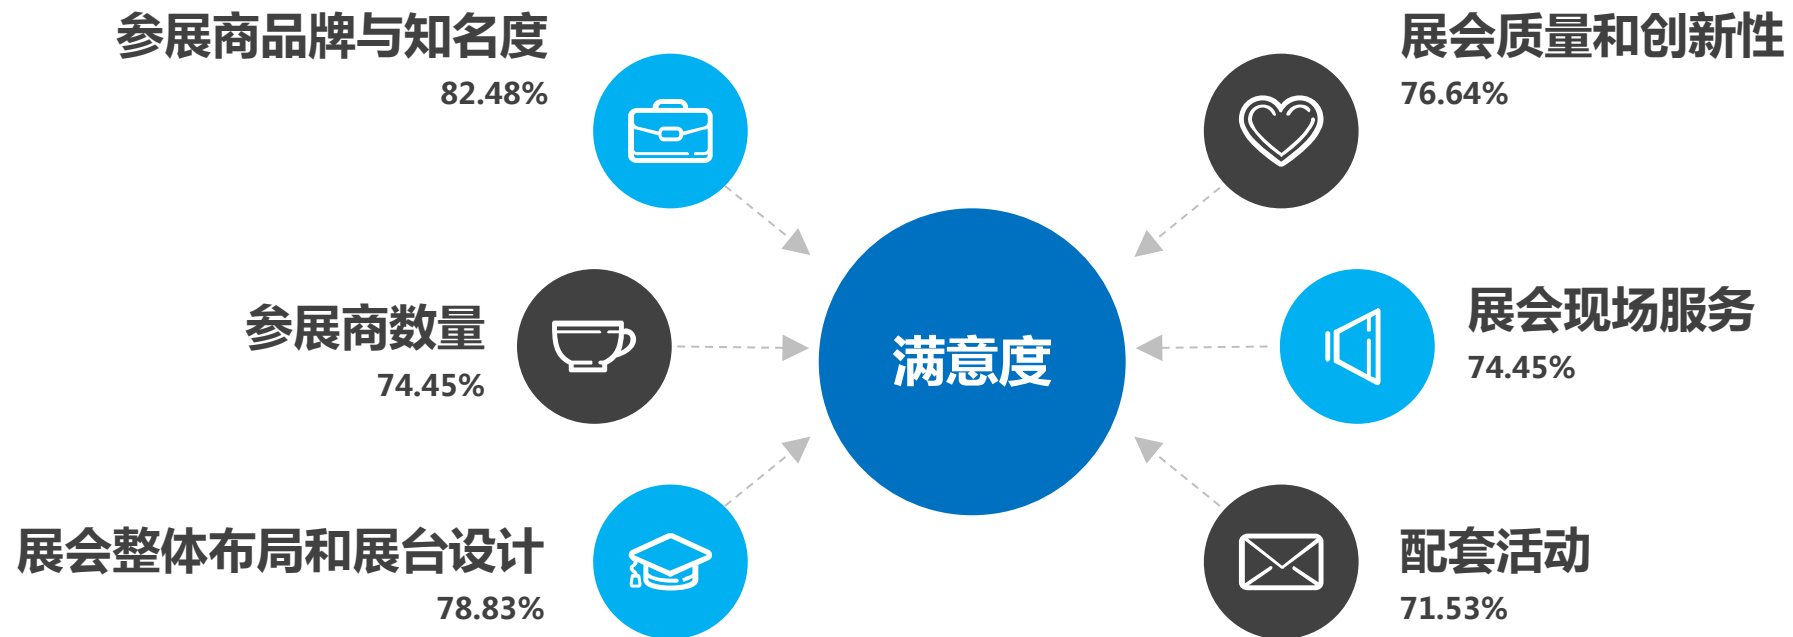 参展商品牌与知名度
82.48%
展会质量和创新性
76.64%
参展商数量
74.45%
满意度
展会现场服务
74.45%
展会整体布局和展台设计
78.83%
配套活动
71.53%